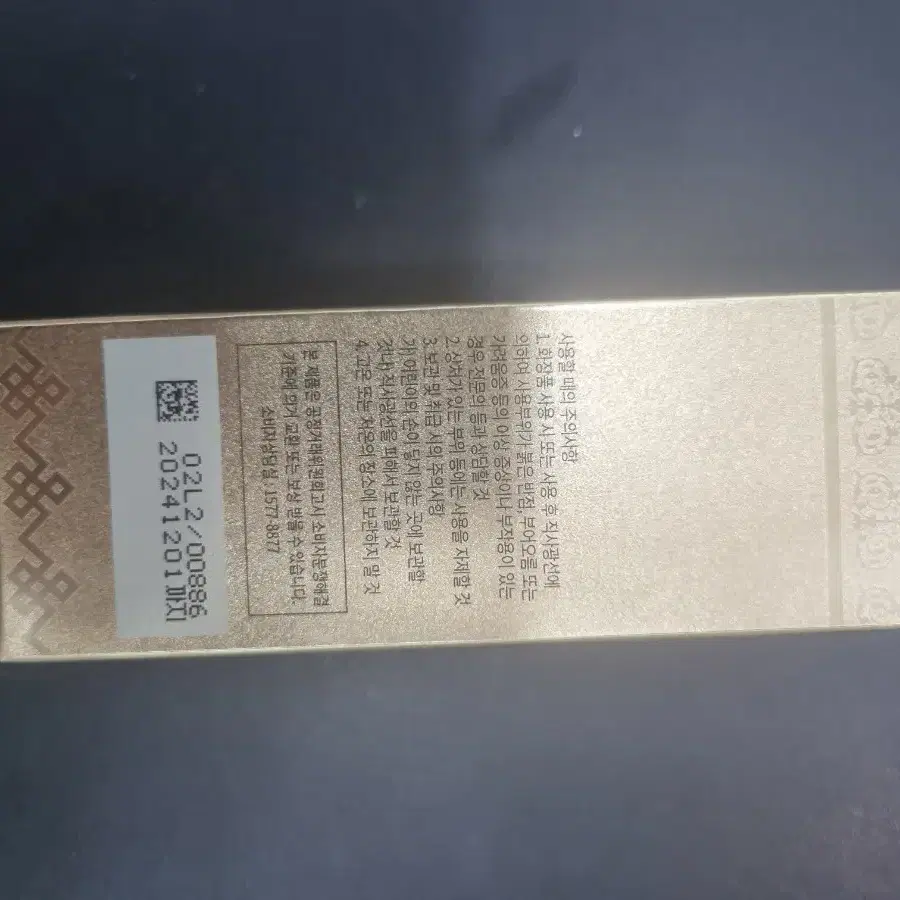 사용할 때의 주의사항
1. 화장품 사용 시 또는 사용 후 직사광선에
의하여 사용부위가 붉은 반점, 부어오름 또는
가려움증 등의 이상 증상이나 부작용이 있는
경우 전문의 등과 상담할 것
2. 상처가 있는 부위 등에는 사용을 자제할 것
3. 보관 및 취급 시의 주의사항
가) 어린이의 손이 닿지 않는 곳에 보관할
것 나) 직사광선을 피해서 보관할 것
4. 고온 또는 저온의 장소에 보관하지 말 것
본 제품은 공정거래위원회고시 소비자분쟁해결
기준에 의거 교환 또는 보상 받을 수 있습니다.
소비자상담실 : 1577-3877
02L2/00886
20241201까지